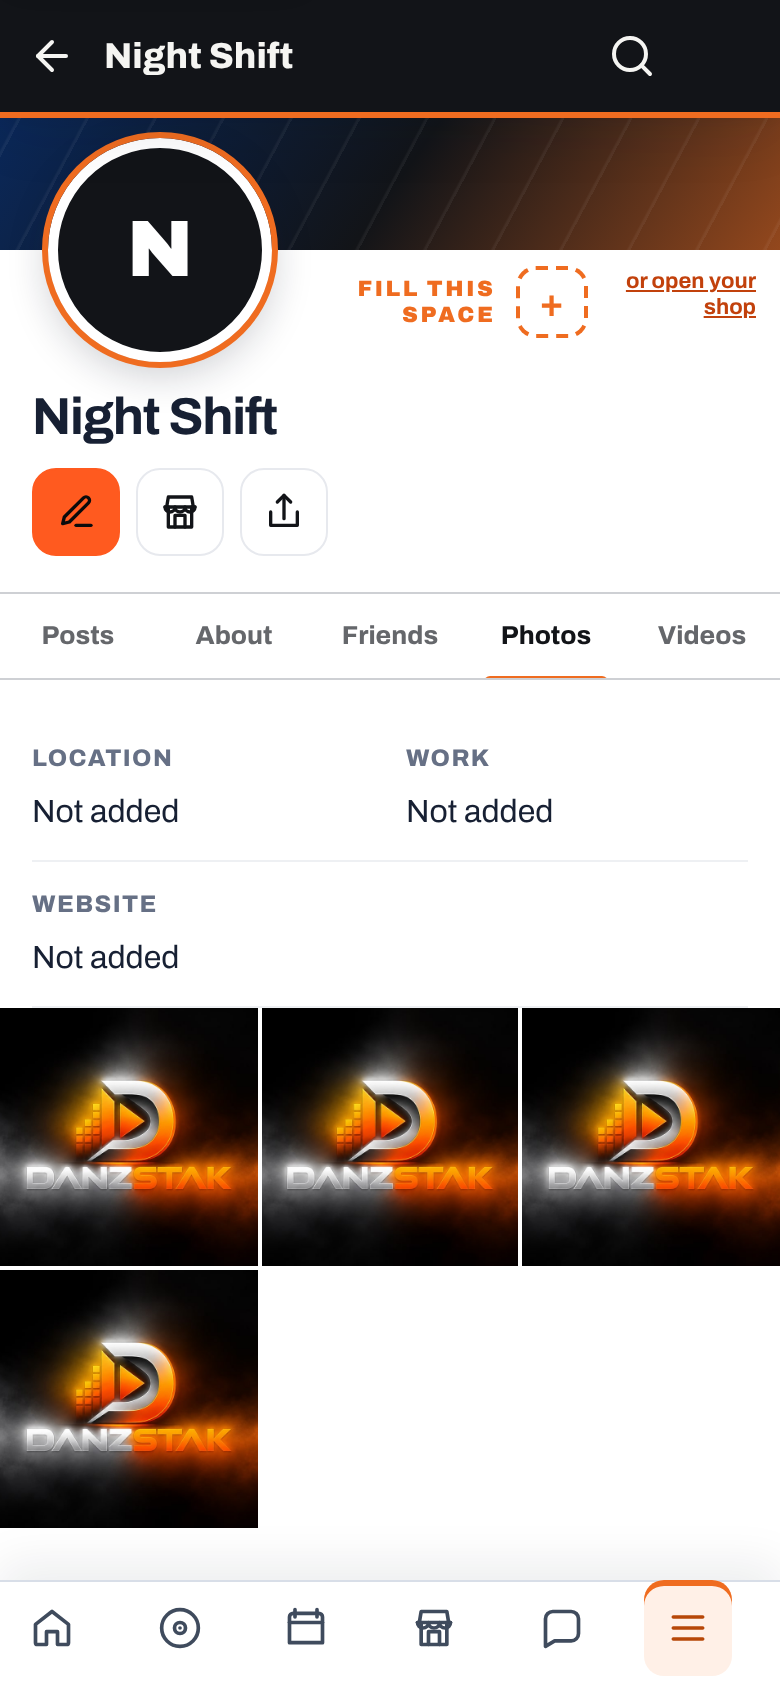 Night Shift
N
FILL THIS
SPACE
+
or open your
shop
Night Shift
Posts
About
Friends
Photos
Videos
LOCATION
WORK
Not added
Not added
WEBSITE
Not added
DANZSTAK
DANZSTAK
DANZSTAK
DANZSTAK